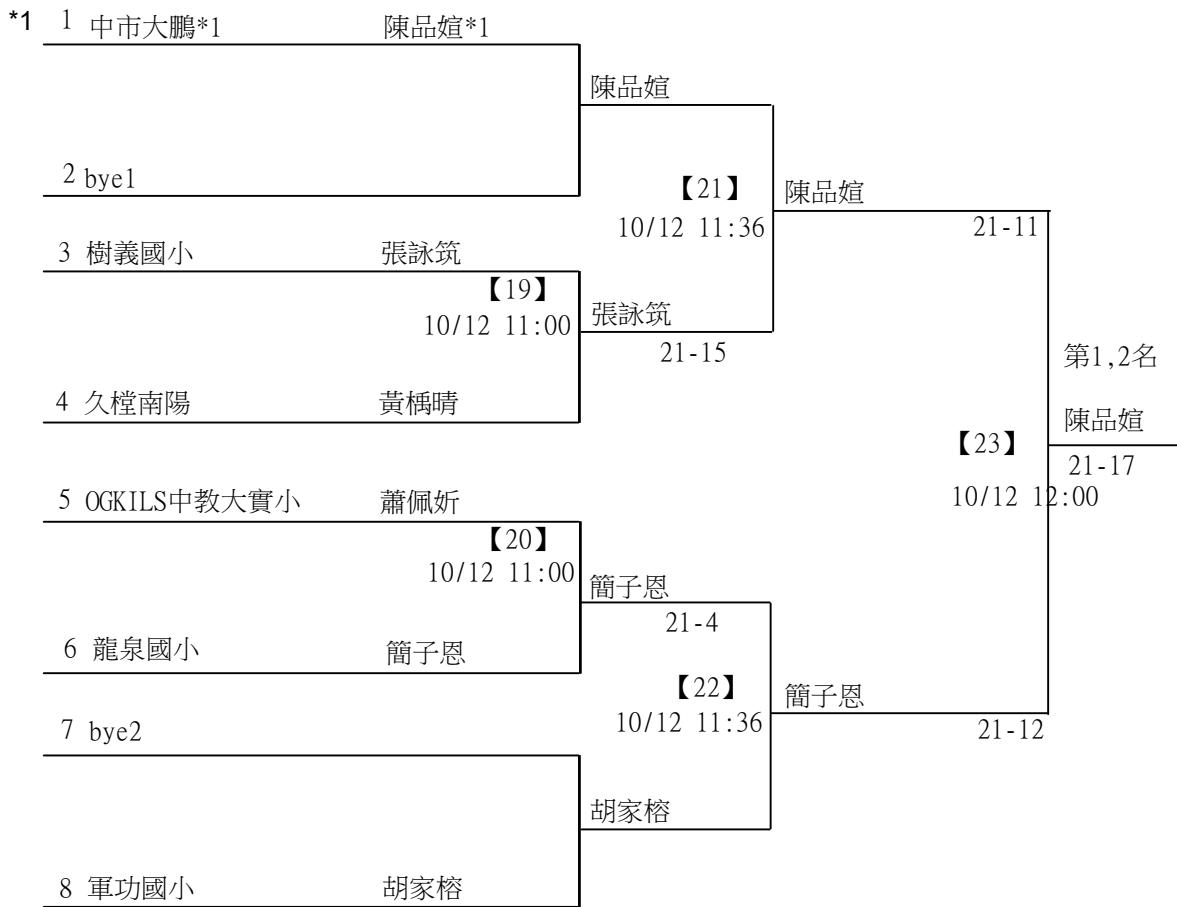 *1 1 中市大鵬*1 陳品媗*1
陳品媗
2 bye1
【21】
陳品媗
10/12 11:36
21-11
3 樹義國小 張詠筑
【19】
10/12 11:00
張詠筑
21-15
第1,2名
4 久樘南陽 黃楀晴
陳品媗
【23】
21-17
10/12 12:00
5 OGKILS中教大實小 蕭佩妡
【20】
10/12 11:00
簡子恩
21-4
6 龍泉國小 簡子恩
【22】
簡子恩
10/12 11:36
21-12
7 bye2
胡家榕
8 軍功國小 胡家榕